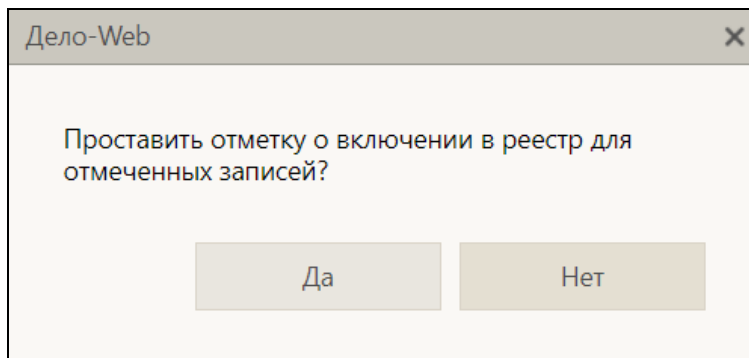 Дело-Web
Проставить отметку о включении в реестр для
отмеченных записей?
Да
Нет